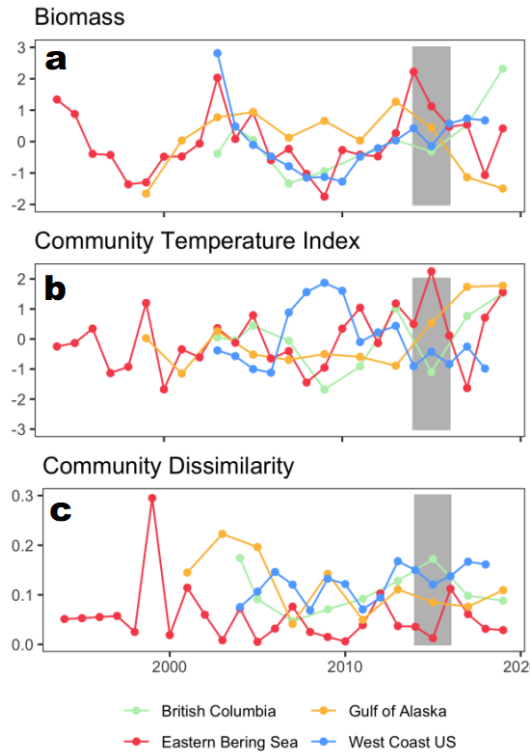 Biomass
a
3
2
1
0
-1
-2
Community Temperature Index
b
2
1
0
-1
-2
-3
Community Dissimilarity
c
0.3
0.2
0.1
0.0
2000 2010 2020
British Columbia Gulf of Alaska
Eastern Bering Sea West Coast US